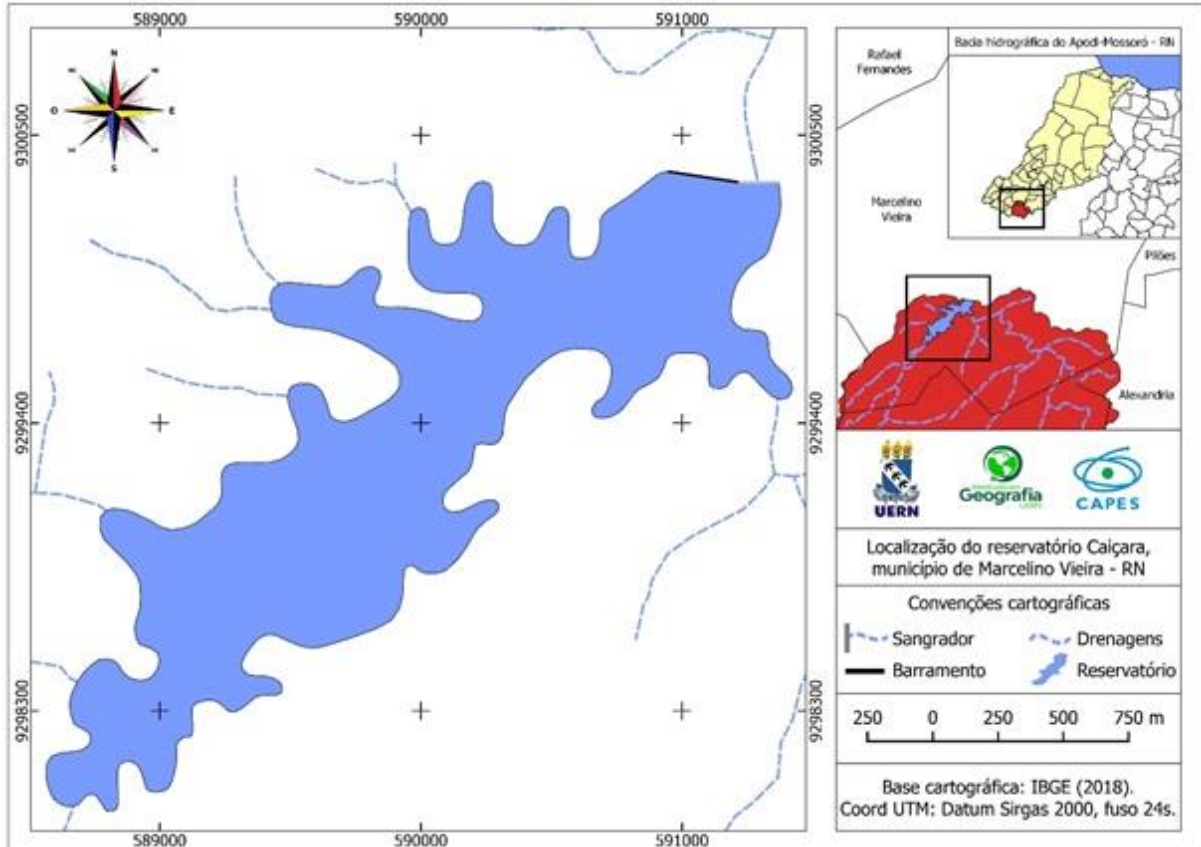 589000
590000
591000
9300500
9299400
9298300
9300500
9299400
9298300
589000
590000
591000
N
O
E
S
Bacia hidrográfica do Apodi-Mossoró - RN
Rafael
Fernandes
Marcelino
Vieira
Pilões
Alexandria
UERN
Geografia
CAPES
Localização do reservatório Caiçara,
município de Marcelino Vieira - RN
Convenções cartográficas
Sangrador
Drenagens
Barramento
Reservatório
250 0 250 500 750 m
Base cartográfica: IBGE (2018).
Coord UTM: Datum Sirgas 2000, fuso 24s.